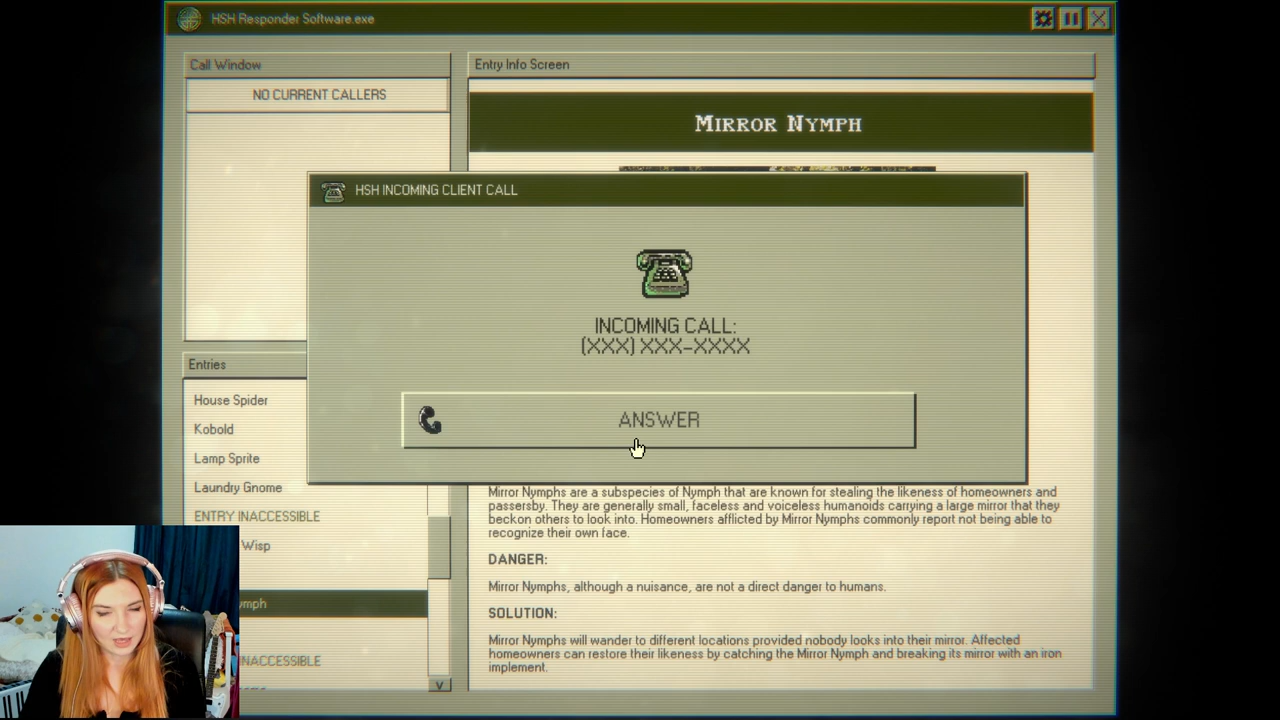 HSH Responder Software.exe
Call Window
NO CURRENT CALLERS
Entry Info Screen
MIRROR NYMPH
HSH INCOMING CLIENT CALL
INCOMING CALL:
(XXX) XXX-XXXX
ANSWER
Entries
House Spider
Kobold
Lamp Sprite
Laundry Gnome
ENTRY INACCESSIBLE
Wisp
ymph
INACCESSIBLE
Mirror Nymphs are a subspecies of Nymph that are known for stealing the likeness of homeowners and
passersby. They are generally small, faceless and voiceless humanoids carrying a large mirror that they
beckon others to look into. Homeowners afflicted by Mirror Nymphs commonly report not being able to
recognize their own face.
DANGER:
Mirror Nymphs, although a nuisance, are not a direct danger to humans.
SOLUTION:
Mirror Nymphs will wander to different locations provided nobody looks into their mirror. Affected
homeowners can restore their likeness by catching the Mirror Nymph and breaking its mirror with an iron
implement.